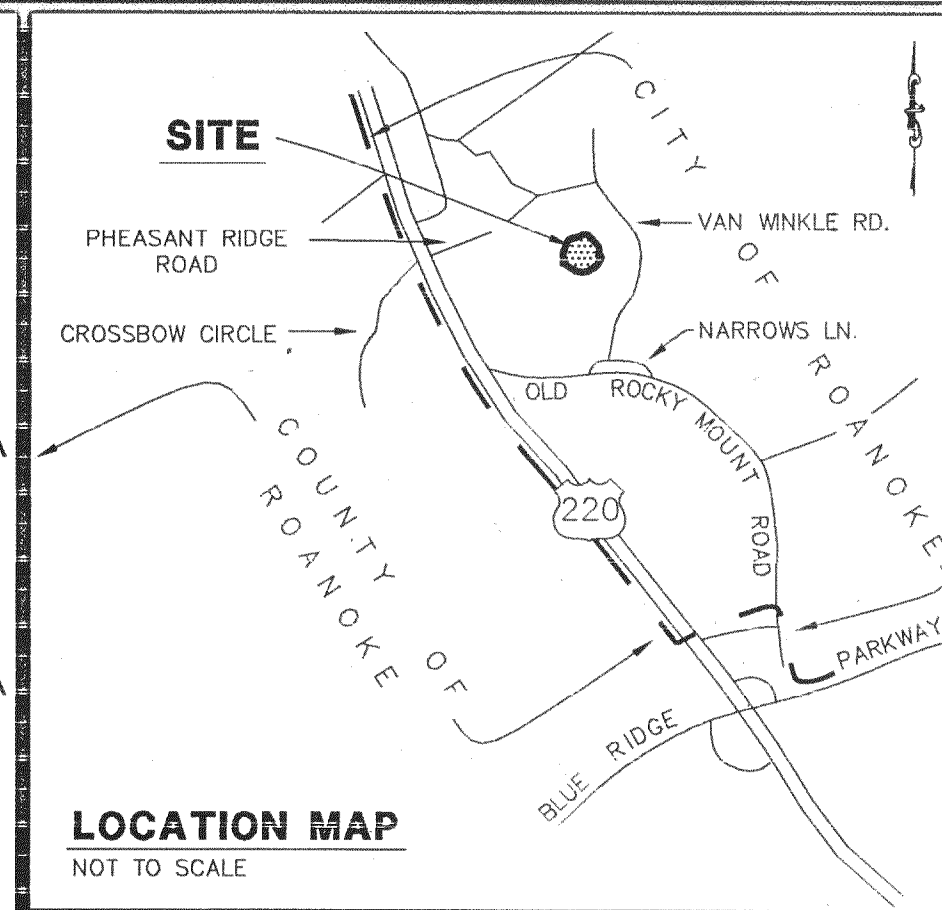 SITE
CITY
OF
ROANOKE
PHEASANT RIDGE
ROAD
VAN WINKLE RD.
CROSSBOW CIRCLE
NARROWS LN.
OLD ROCKY MOUNT ROAD
COUNTY OF
ROANOKE
220
BLUE RIDGE PARKWAY
LOCATION MAP
NOT TO SCALE